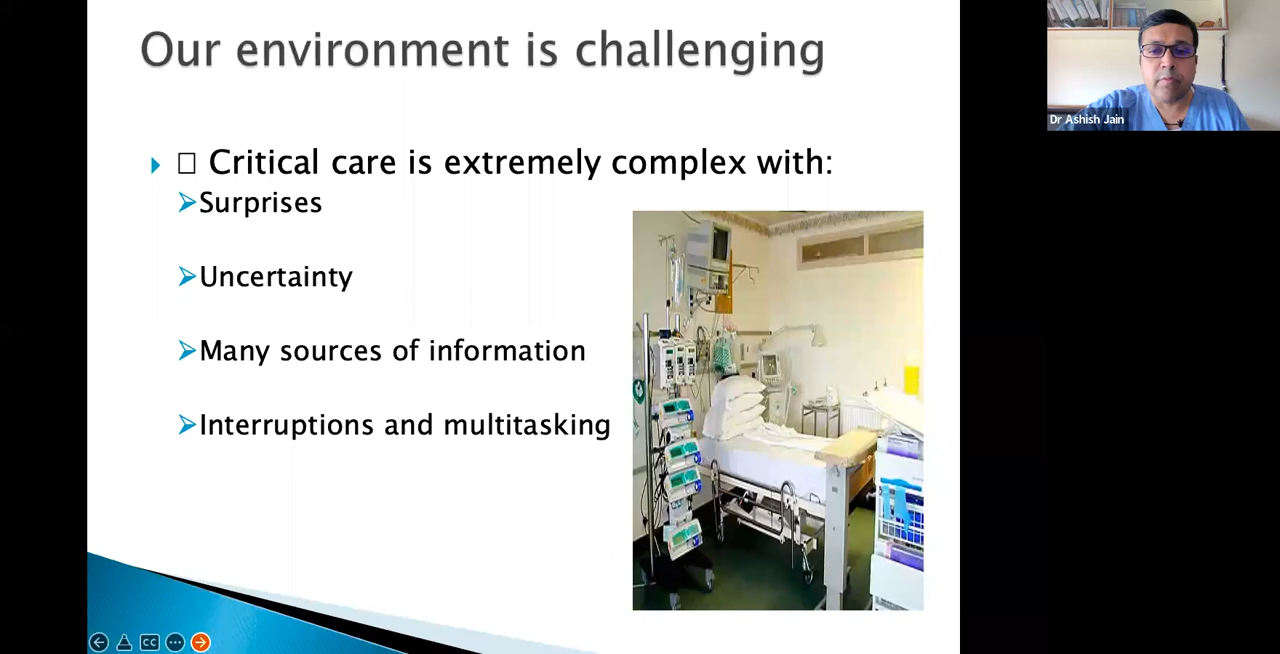 Our environment is challenging
Critical care is extremely complex with:
Surprises
Uncertainty
Many sources of information
Interruptions and multitasking
Dr Ashish Jain
CC